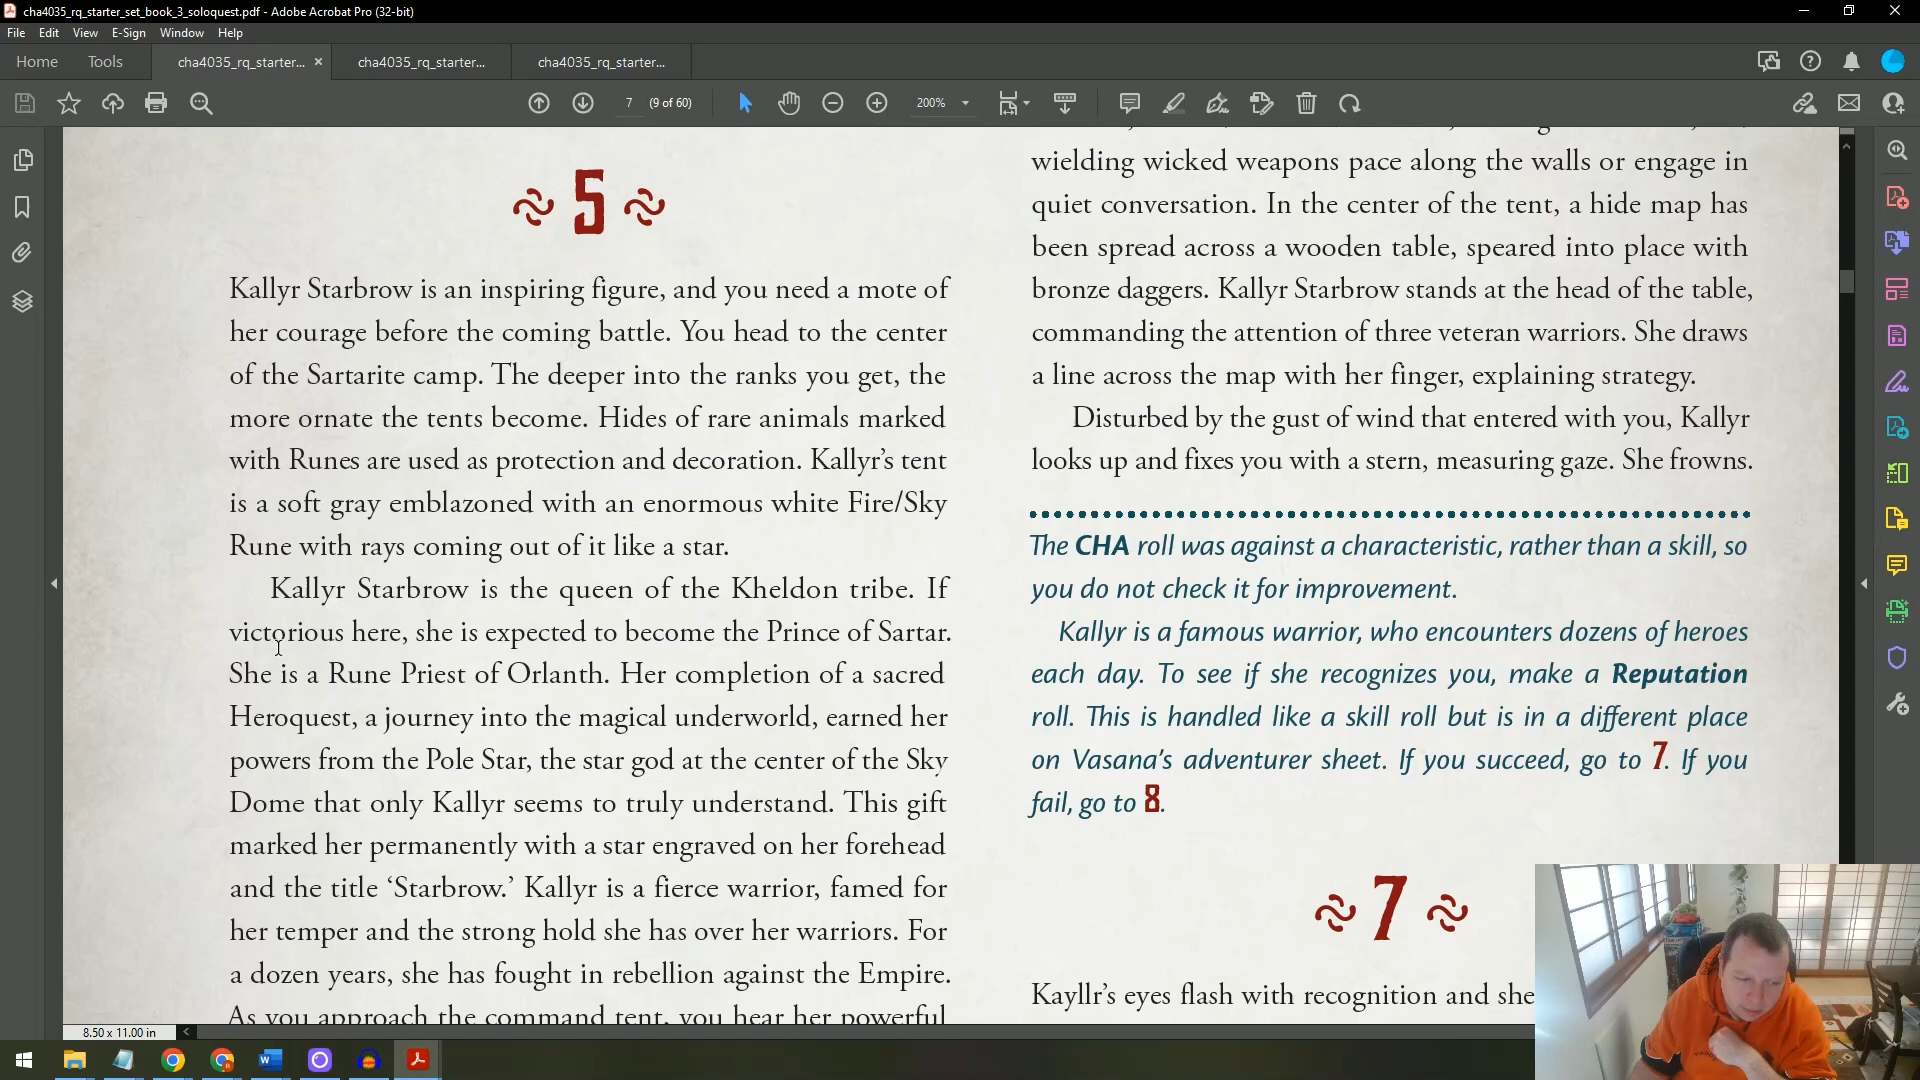 cha4035_rq_starter_set_book_3_soloquest.pdf - Adobe Acrobat Pro (32-bit)
File Edit View E-Sign Window Help
Home Tools cha4035_rq_starter... × cha4035_rq_starter... cha4035_rq_starter...
7 (9 of 60) 200%
5
Kallyr Starbrow is an inspiring figure, and you need a mote of
her courage before the coming battle. You head to the center
of the Sartarite camp. The deeper into the ranks you get, the
more ornate the tents become. Hides of rare animals marked
with Runes are used as protection and decoration. Kallyr's tent
is a soft gray emblazoned with an enormous white Fire/Sky
Rune with rays coming out of it like a star.
Kallyr Starbrow is the queen of the Kheldon tribe. If
victorious here, she is expected to become the Prince of Sartar.
She is a Rune Priest of Orlanth. Her completion of a sacred
Heroquest, a journey into the magical underworld, earned her
powers from the Pole Star, the star god at the center of the Sky
Dome that only Kallyr seems to truly understand. This gift
marked her permanently with a star engraved on her forehead
and the title ‘Starbrow.’ Kallyr is a fierce warrior, famed for
her temper and the strong hold she has over her warriors. For
a dozen years, she has fought in rebellion against the Empire.
As you approach the command tent, you hear her powerful
wielding wicked weapons pace along the walls or engage in
quiet conversation. In the center of the tent, a hide map has
been spread across a wooden table, speared into place with
bronze daggers. Kallyr Starbrow stands at the head of the table,
commanding the attention of three veteran warriors. She draws
a line across the map with her finger, explaining strategy.
Disturbed by the gust of wind that entered with you, Kallyr
looks up and fixes you with a stern, measuring gaze. She frowns.
The CHA roll was against a characteristic, rather than a skill, so
you do not check it for improvement.
Kallyr is a famous warrior, who encounters dozens of heroes
each day. To see if she recognizes you, make a Reputation
roll. This is handled like a skill roll but is in a different place
on Vasana's adventurer sheet. If you succeed, go to 7. If you
fail, go to 8.
7
Kayllr's eyes flash with recognition and she
8.50 x 11.00 in